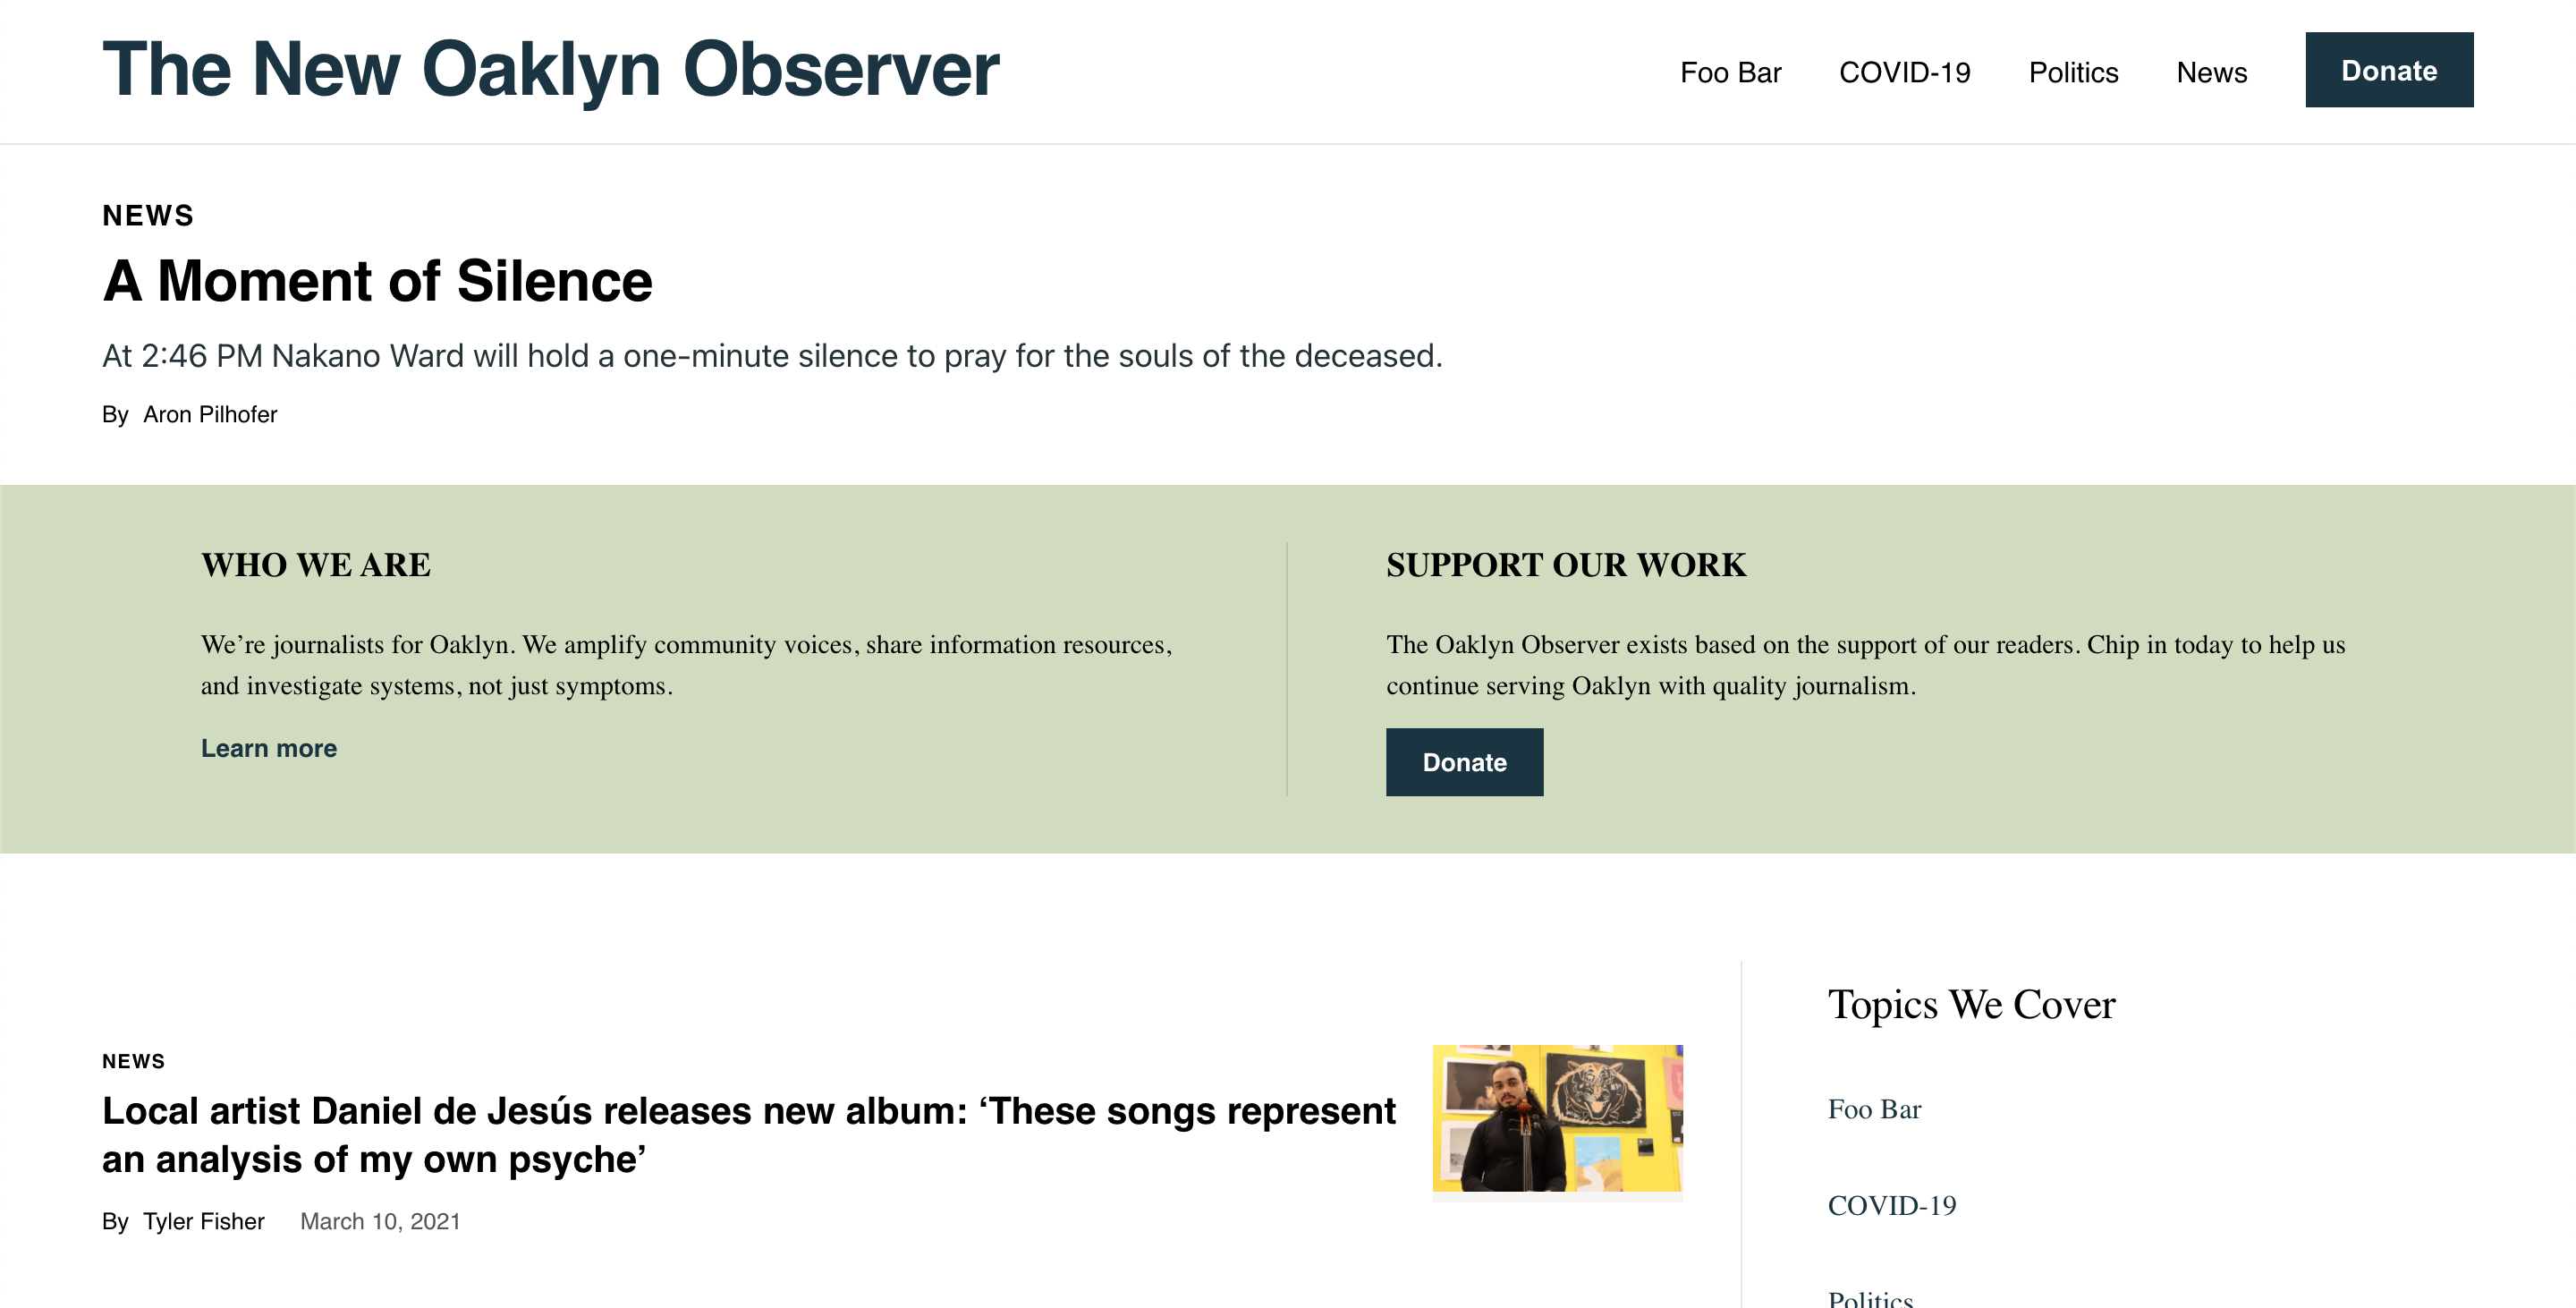 The New Oaklyn Observer
Foo Bar
COVID-19
Politics
News
Donate
NEWS
A Moment of Silence
At 2:46 PM Nakano Ward will hold a one-minute silence to pray for the souls of the deceased.
By Aron Pilhofer
WHO WE ARE
We’re journalists for Oaklyn. We amplify community voices, share information resources,
and investigate systems, not just symptoms.
Learn more
SUPPORT OUR WORK
The Oaklyn Observer exists based on the support of our readers. Chip in today to help us
continue serving Oaklyn with quality journalism.
Donate
NEWS
Local artist Daniel de Jesús releases new album: ‘These songs represent
an analysis of my own psyche’
By Tyler Fisher March 10, 2021
Topics We Cover
Foo Bar
COVID-19
Politics